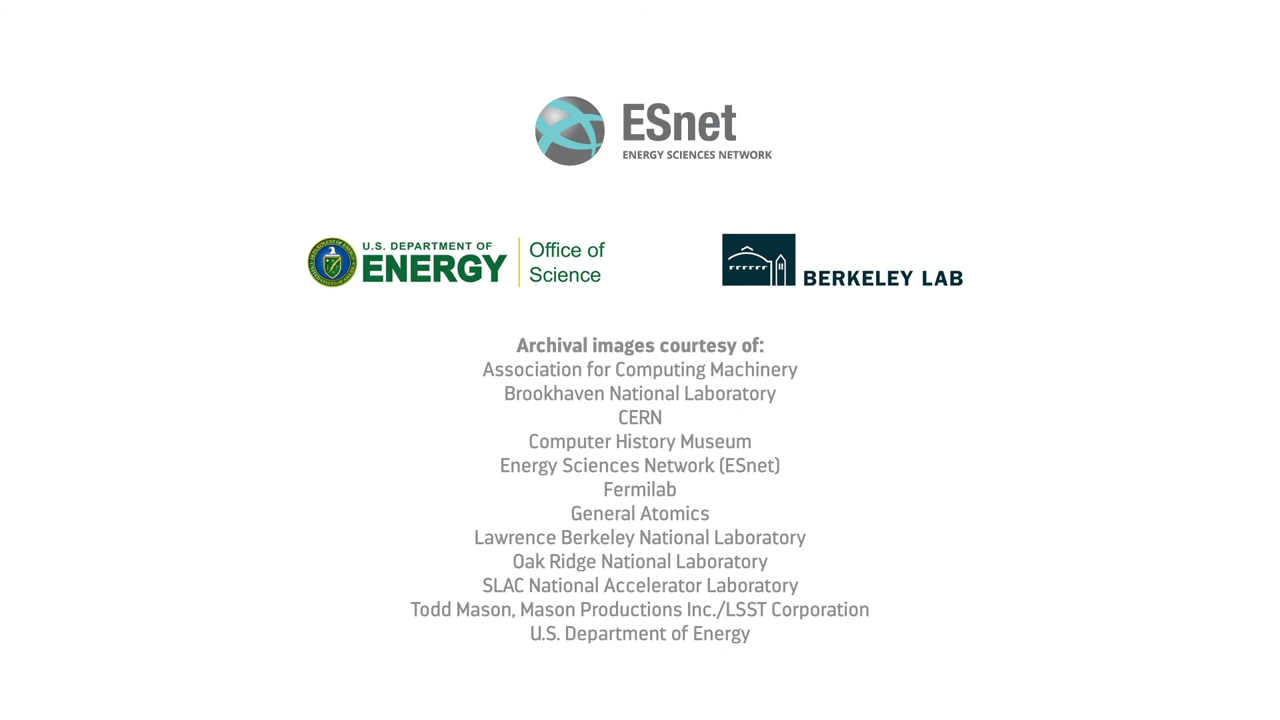 ESnet
ENERGY SCIENCES NETWORK
U.S. DEPARTMENT OF
ENERGY
Office of
Science
BERKELEY LAB
Archival images courtesy of:
Association for Computing Machinery
Brookhaven National Laboratory
CERN
Computer History Museum
Energy Sciences Network (ESnet)
Fermilab
General Atomics
Lawrence Berkeley National Laboratory
Oak Ridge National Laboratory
SLAC National Accelerator Laboratory
Todd Mason, Mason Productions Inc./LSST Corporation
U.S. Department of Energy